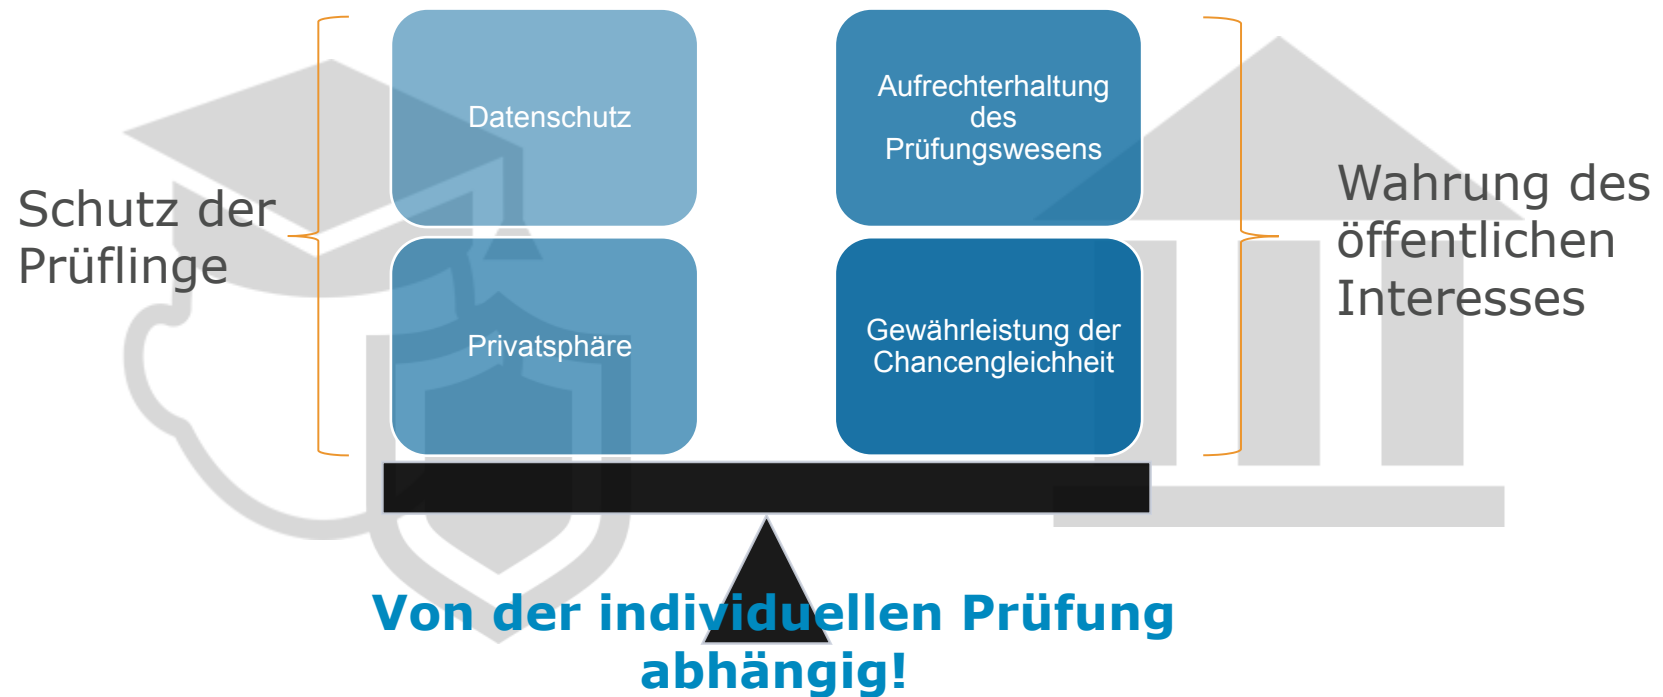 Schutz der
Prüflinge
Datenschutz
Privatsphäre
Aufrechterhaltung
des
Prüfungswesens
Gewährleistung der
Chancengleichheit
Wahrung des
öffentlichen
Interesses
Von der individuellen Prüfung
abhängig!